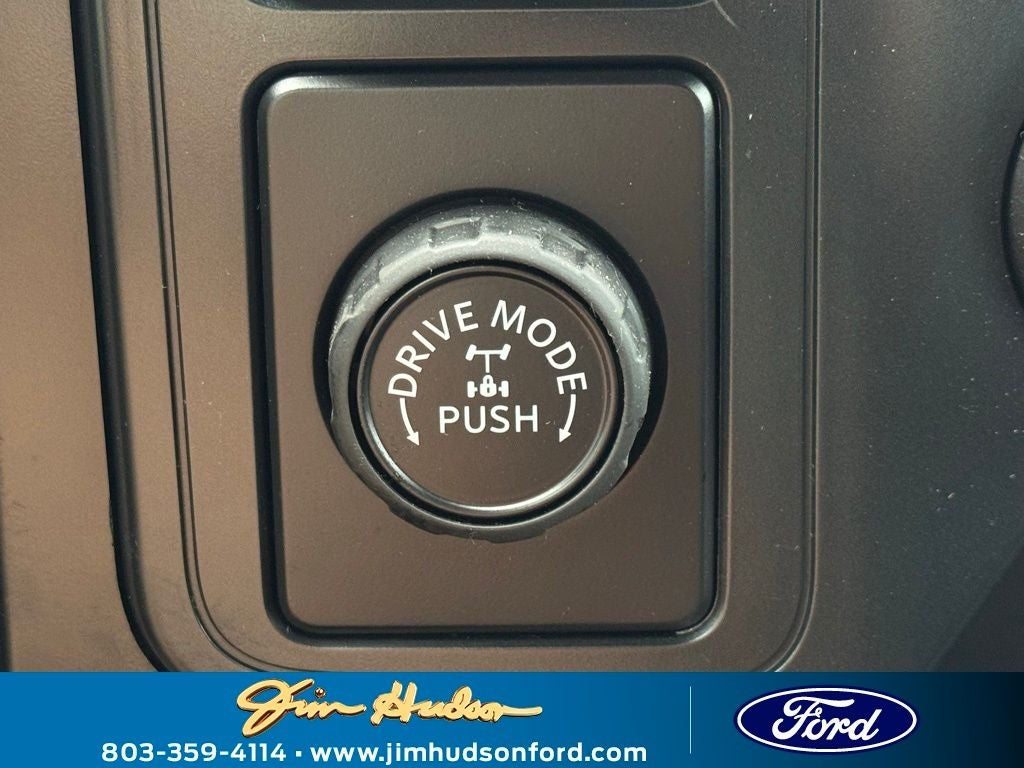 DRIVE MODE
PUSH
Jim Hudson
803-359-4114 • www.jimhudsonford.com
Ford